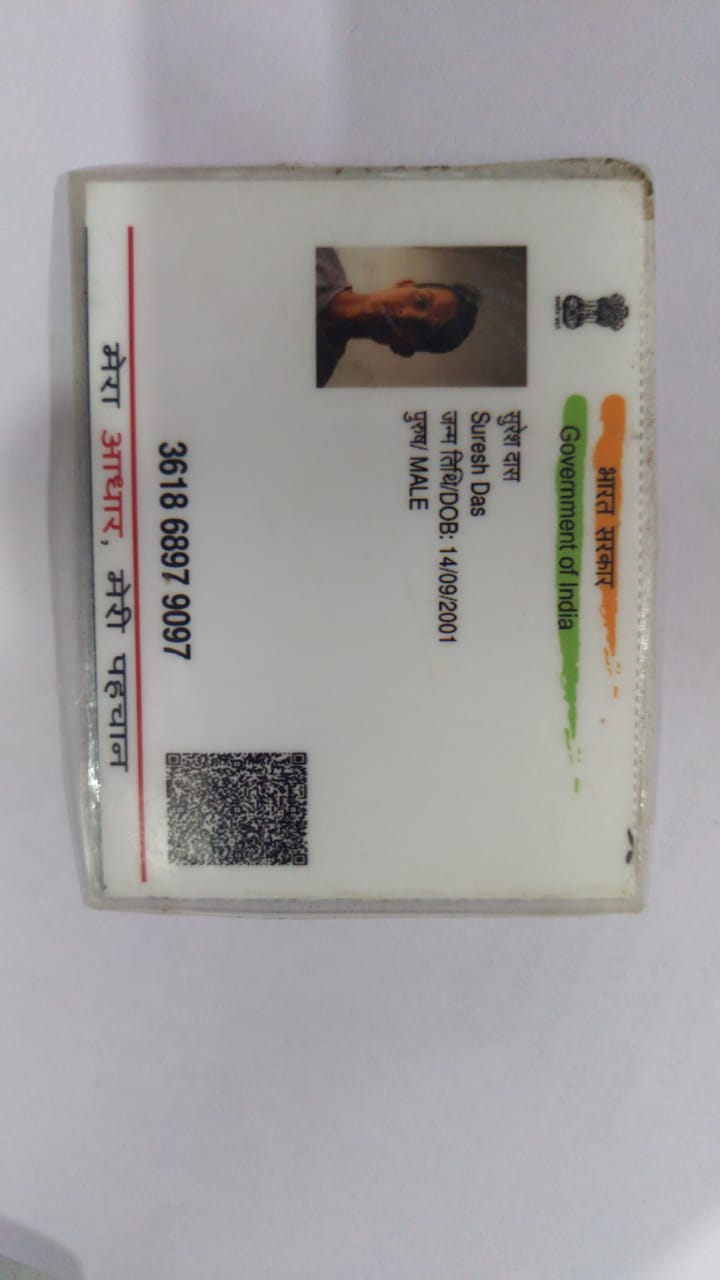 भारत सरकार
Government of India
सुरेश दास
Suresh Das
जन्म तिथि/DOB: 14/09/2001
पुरुष/ MALE
3618 6897 9097
मेरा आधार, मेरी पहचान